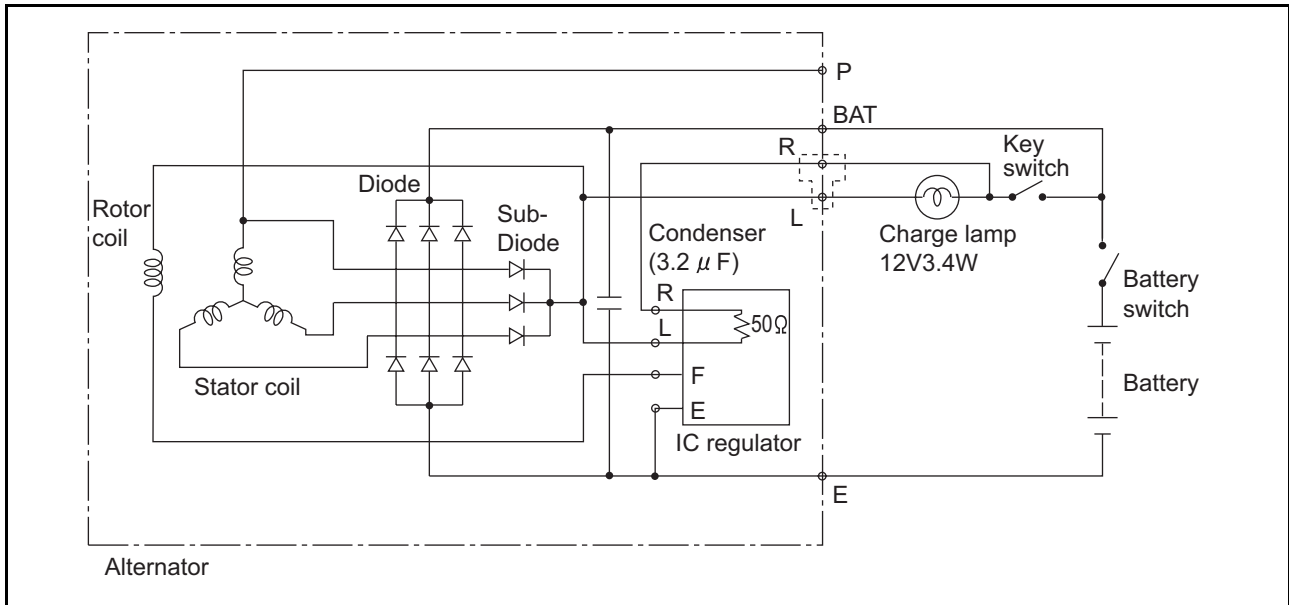 P
BAT
R
Key
switch
Diode
Rotor
coil
Sub-
Diode
L
Condenser
(3.2 μ F)
Charge lamp
12V3.4W
R
50Ω
L
Battery
switch
Stator coil
F
Battery
E
IC regulator
E
Alternator